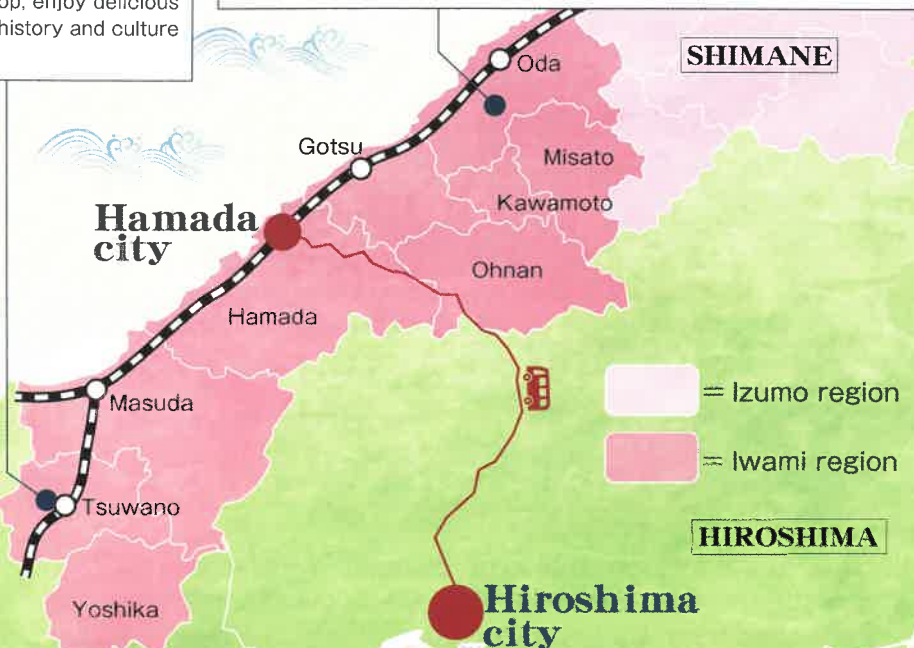 op, enjoy delicious
history and culture
SHIMANE
Oda
Gotsu
Misato
Kawamoto
Hamada
city
Ohnan
Hamada
Masuda
= Izumo region
= Iwami region
Tsuwano
HIROSHIMA
Yoshika
Hiroshima
city